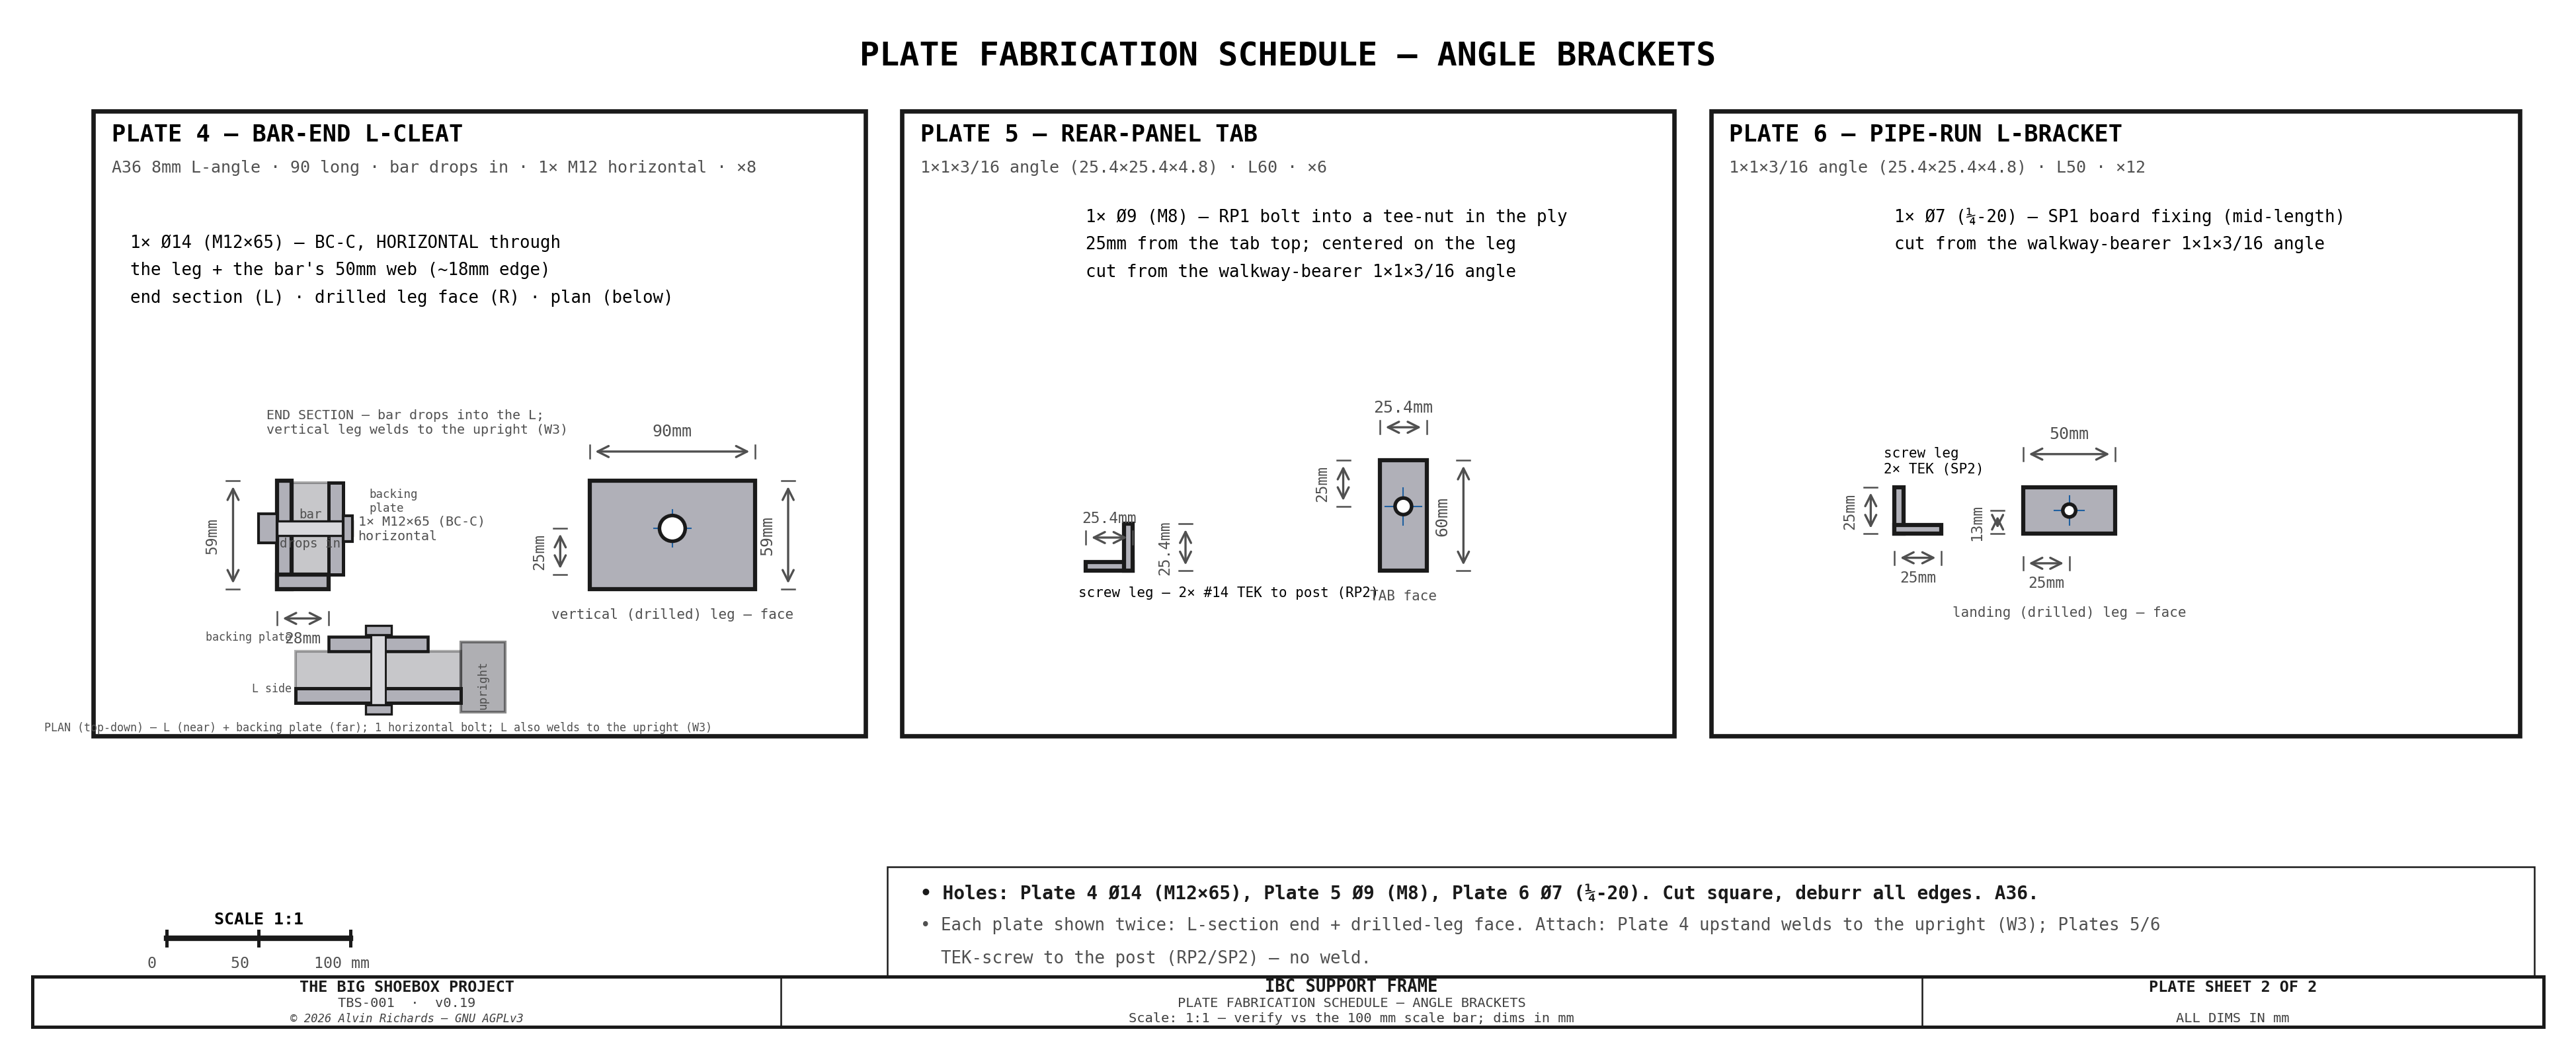 PLATE FABRICATION SCHEDULE — ANGLE BRACKETS
PLATE 4 — BAR-END L-CLEAT
A36 8mm L-angle · 90 long · bar drops in · 1× M12 horizontal · ×8
1× Ø14 (M12×65) — BC-C, HORIZONTAL through
the leg + the bar's 50mm web (~18mm edge)
end section (L) · drilled leg face (R) · plan (below)
END SECTION — bar drops into the L;
vertical leg welds to the upright (W3)
90mm
59mm
bar
drops in
backing
plate
1× M12×65 (BC-C)
horizontal
25mm
59mm
28mm
vertical (drilled) leg — face
backing plate
L side
upright
PLAN (top-down) — L (near) + backing plate (far); 1 horizontal bolt; L also welds to the upright (W3)
PLATE 5 — REAR-PANEL TAB
1×1×3/16 angle (25.4×25.4×4.8) · L60 · ×6
1× Ø9 (M8) — RP1 bolt into a tee-nut in the ply
25mm from the tab top; centered on the leg
cut from the walkway-bearer 1×1×3/16 angle
25.4mm
25mm
60mm
25.4mm
25.4mm
screw leg — 2× #14 TEK to post (RP2)
TAB face
PLATE 6 — PIPE-RUN L-BRACKET
1×1×3/16 angle (25.4×25.4×4.8) · L50 · ×12
1× Ø7 (¼-20) — SP1 board fixing (mid-length)
cut from the walkway-bearer 1×1×3/16 angle
screw leg
2× TEK (SP2)
50mm
25mm
13mm
25mm
25mm
landing (drilled) leg — face
• Holes: Plate 4 Ø14 (M12×65), Plate 5 Ø9 (M8), Plate 6 Ø7 (¼-20). Cut square, deburr all edges. A36.
• Each plate shown twice: L-section end + drilled-leg face. Attach: Plate 4 upstand welds to the upright (W3); Plates 5/6
TEK-screw to the post (RP2/SP2) — no weld.
SCALE 1:1
0 50 100 mm
THE BIG SHOEBOX PROJECT
TBS-001 · v0.19
© 2026 Alvin Richards — GNU AGPLv3
IBC SUPPORT FRAME
PLATE FABRICATION SCHEDULE — ANGLE BRACKETS
Scale: 1:1 — verify vs the 100 mm scale bar; dims in mm
PLATE SHEET 2 OF 2
ALL DIMS IN mm